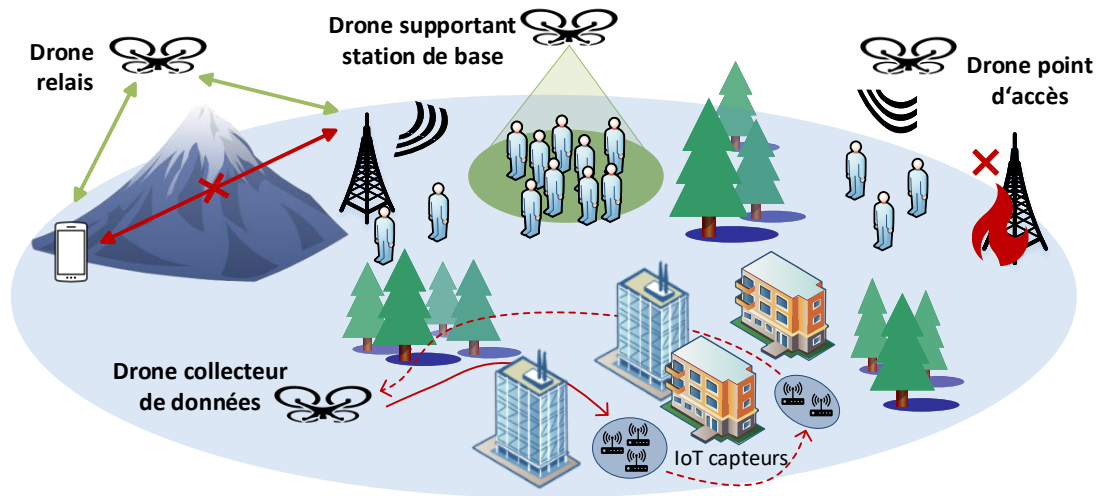 Drone
relais
Drone supportant
station de base
Drone point
d‘accès
Drone collecteur
de données
IoT capteurs